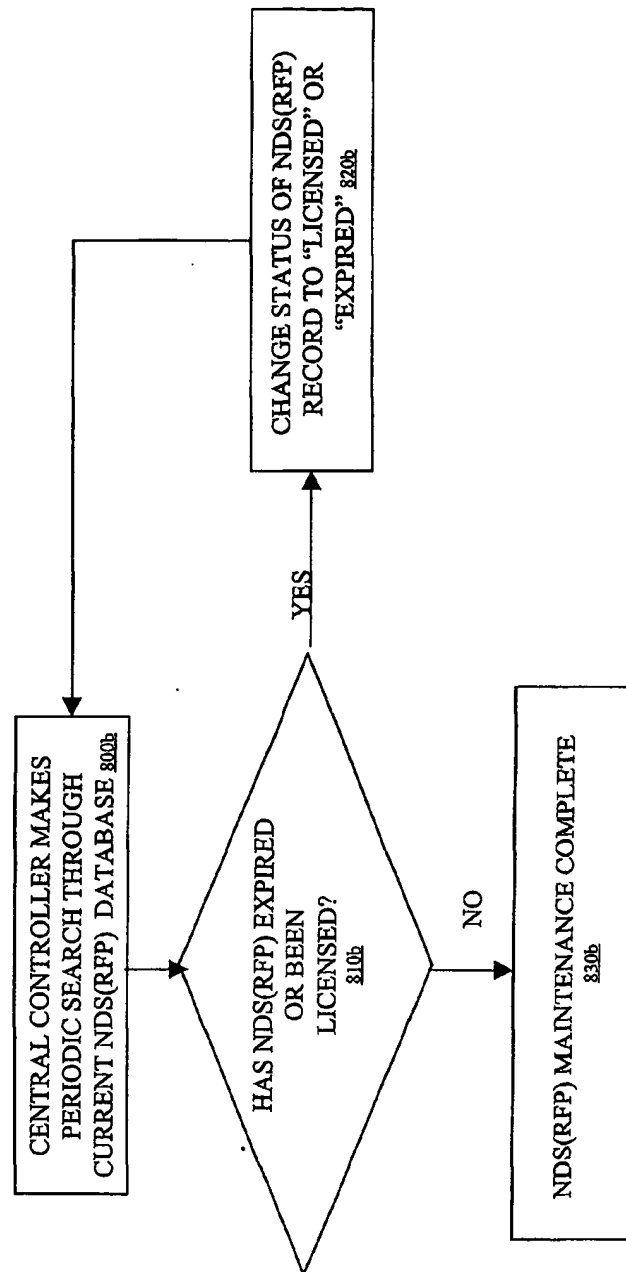 CENTRAL CONTROLLER MAKES
PERIODIC SEARCH THROUGH
CURRENT NDS(RFP) DATABASE 800b
HAS NDS(RFP) EXPIRED
OR BEEN
LICENSED?
810b
YES
CHANGE STATUS OF NDS(RFP)
RECORD TO “LICENSED” OR
“EXPIRED” 820b
NO
NDS(RFP) MAINTENANCE COMPLETE
830b